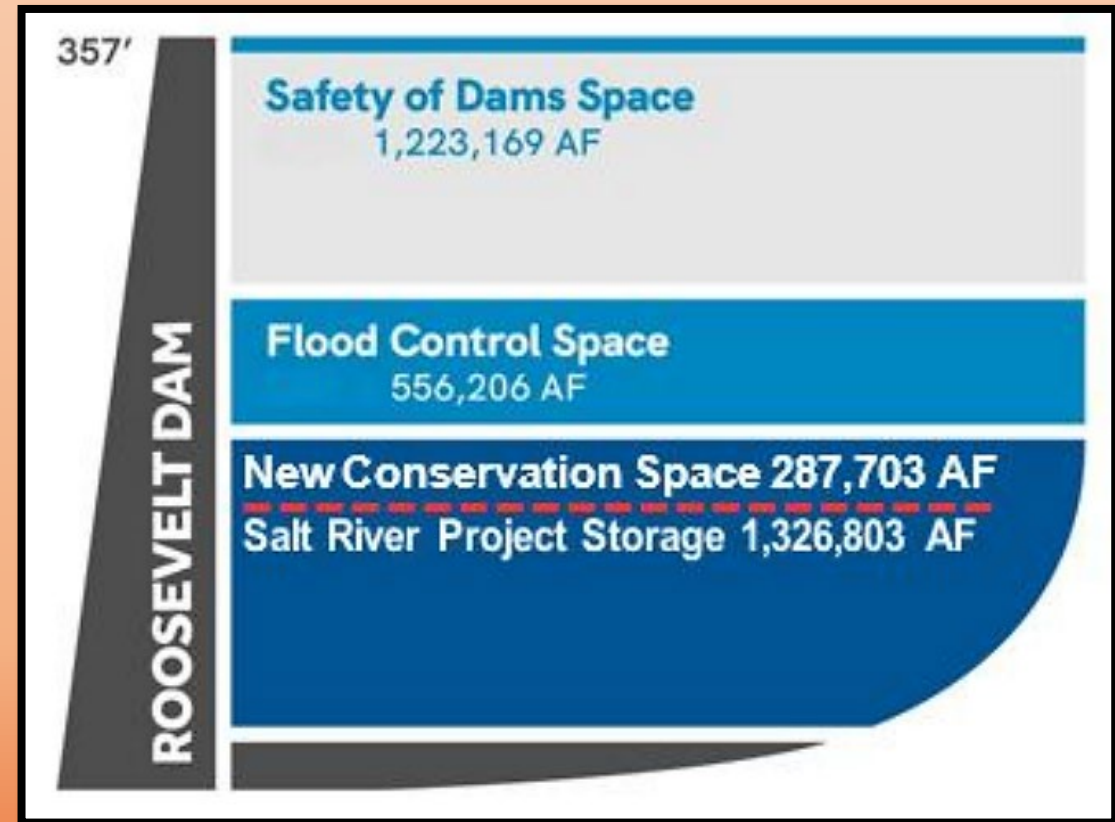 357′
Safety of Dams Space
1,223,169 AF
Flood Control Space
556,206 AF
New Conservation Space 287,703 AF
Salt River Project Storage 1,326,803 AF
ROOSEVELT DAM